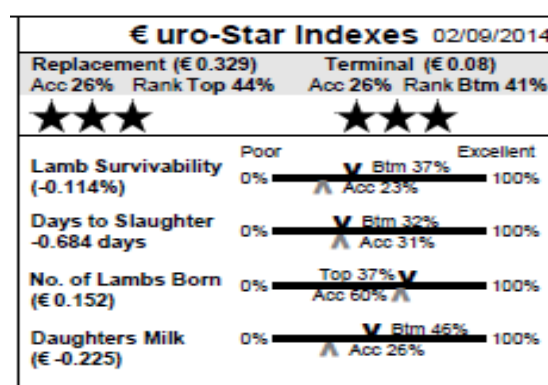 € uro-Star Indexes 02/09/2014
Replacement (€ 0.329) Terminal (€ 0.08)
Acc 26% Rank Top 44% Acc 26% Rank Btm 41%
Poor Excellent
Lamb Survivability 0% Btm 37% 100%
(-0.114%) Acc 23%
Days to Slaughter 0% Btm 32% 100%
-0.684 days Acc 31%
No. of Lambs Born 0% Top 37% 100%
(€ 0.152) Acc 60%
Daughters Milk 0% Btm 46% 100%
(€ -0.225) Acc 26%